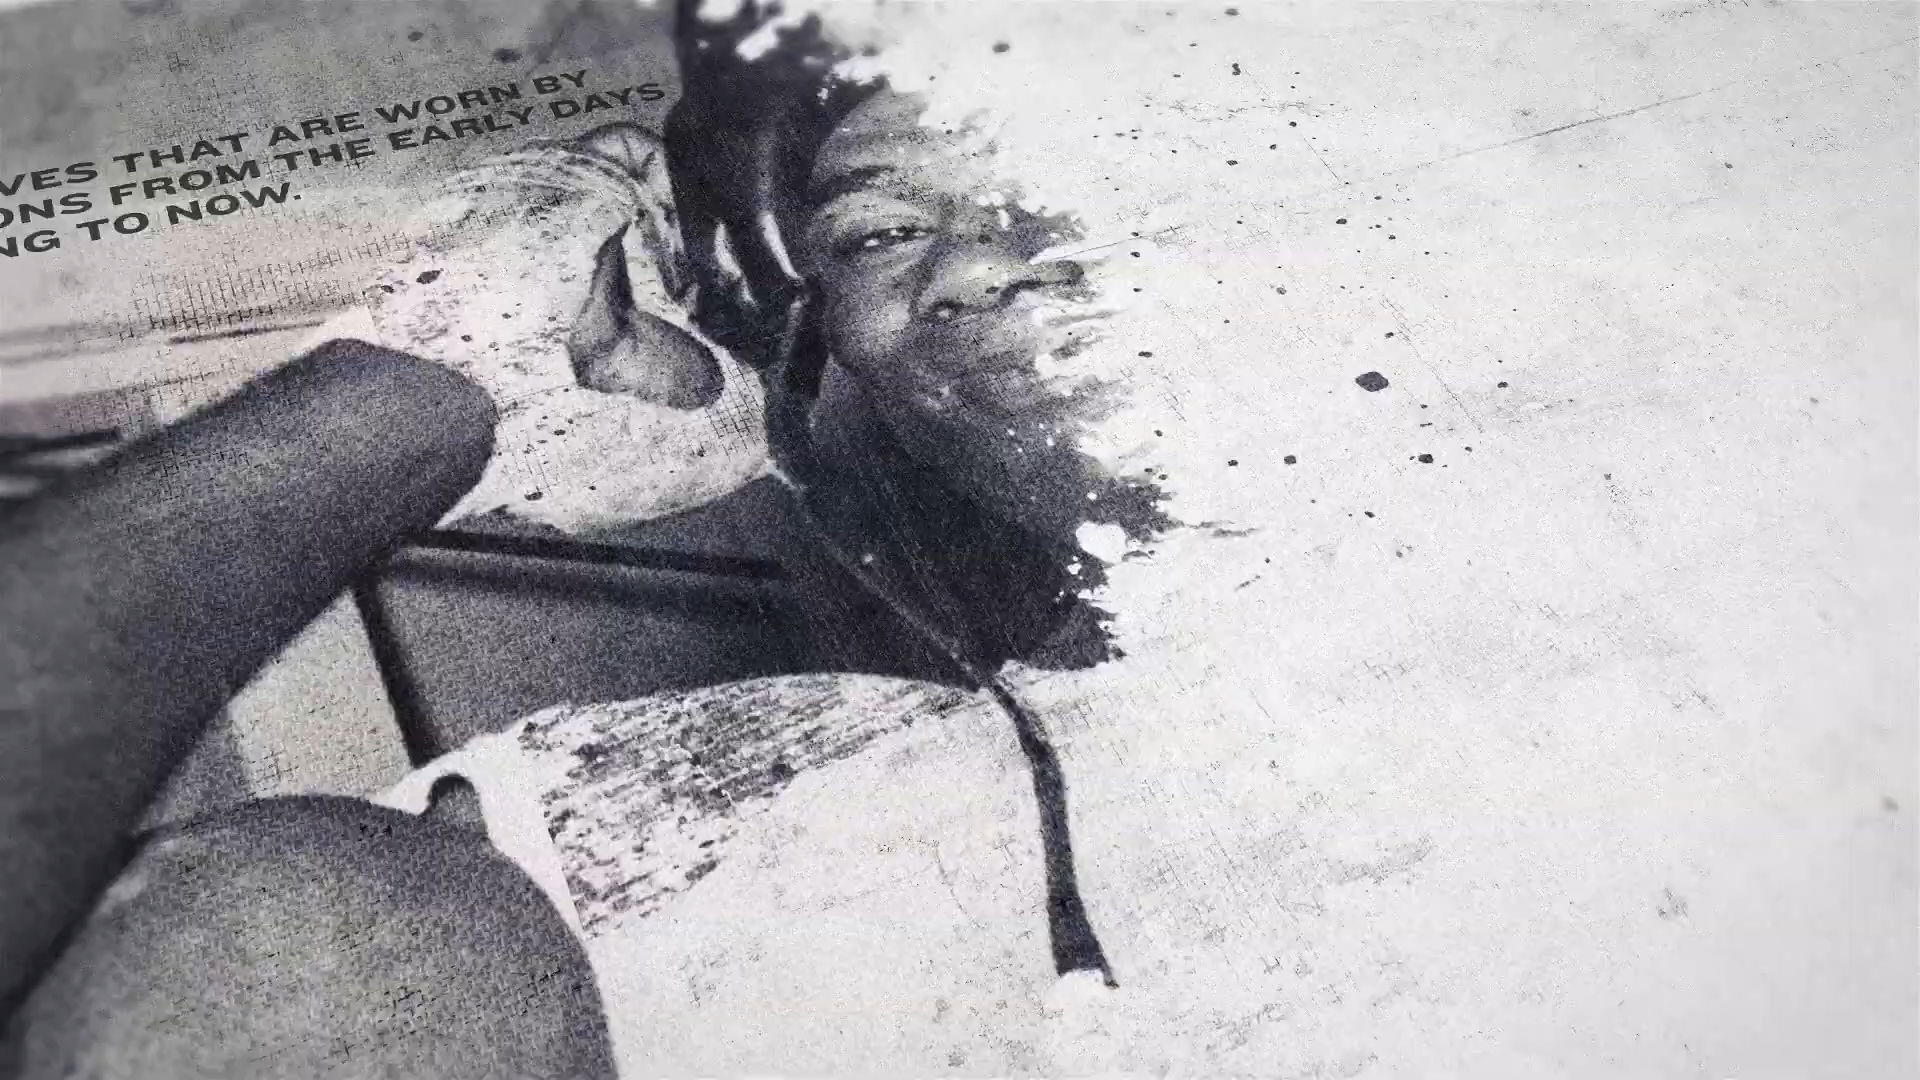 VES THAT ARE WORN BY
ONS FROM THE EARLY DAYS
NG TO NOW.